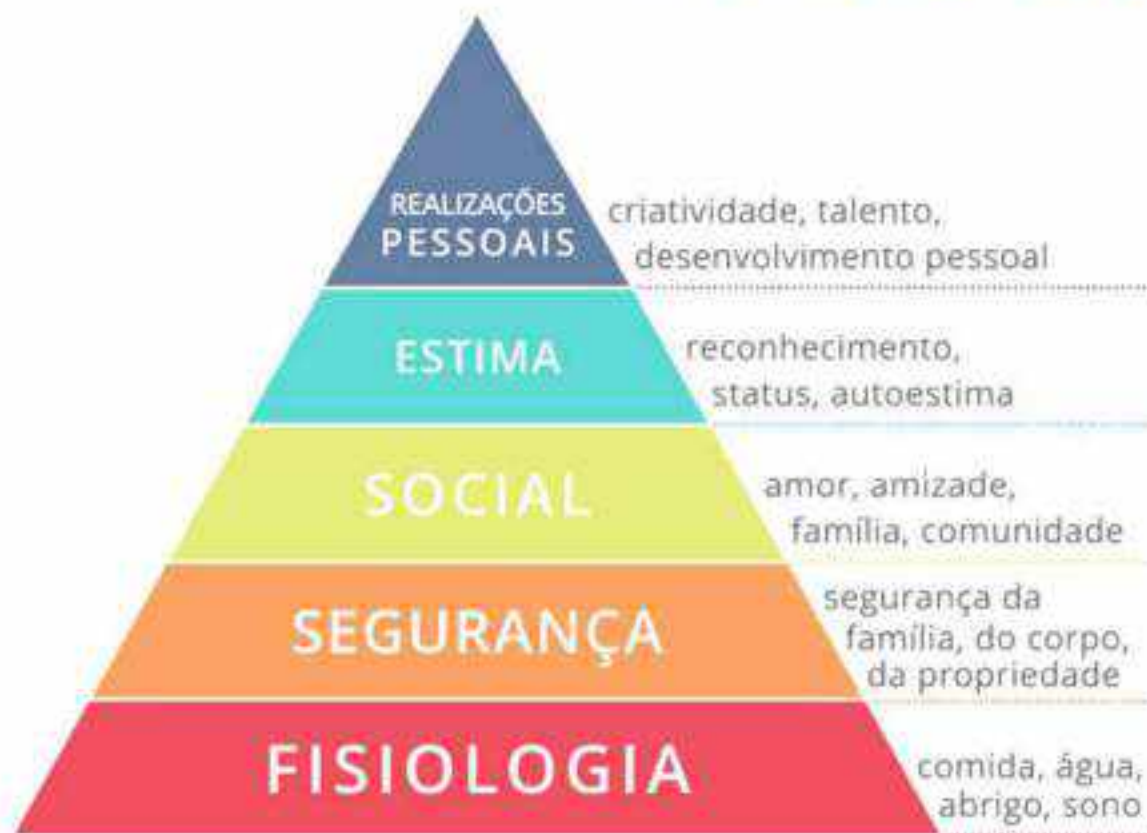 REALIZAÇÕES
PESSOAIS
criatividade, talento,
desenvolvimento pessoal
ESTIMA
reconhecimento,
status, autoestima
SOCIAL
amor, amizade,
família, comunidade
SEGURANÇA
segurança da
família, do corpo,
da propriedade
FISIOLOGIA
comida, água,
abrigo, sono